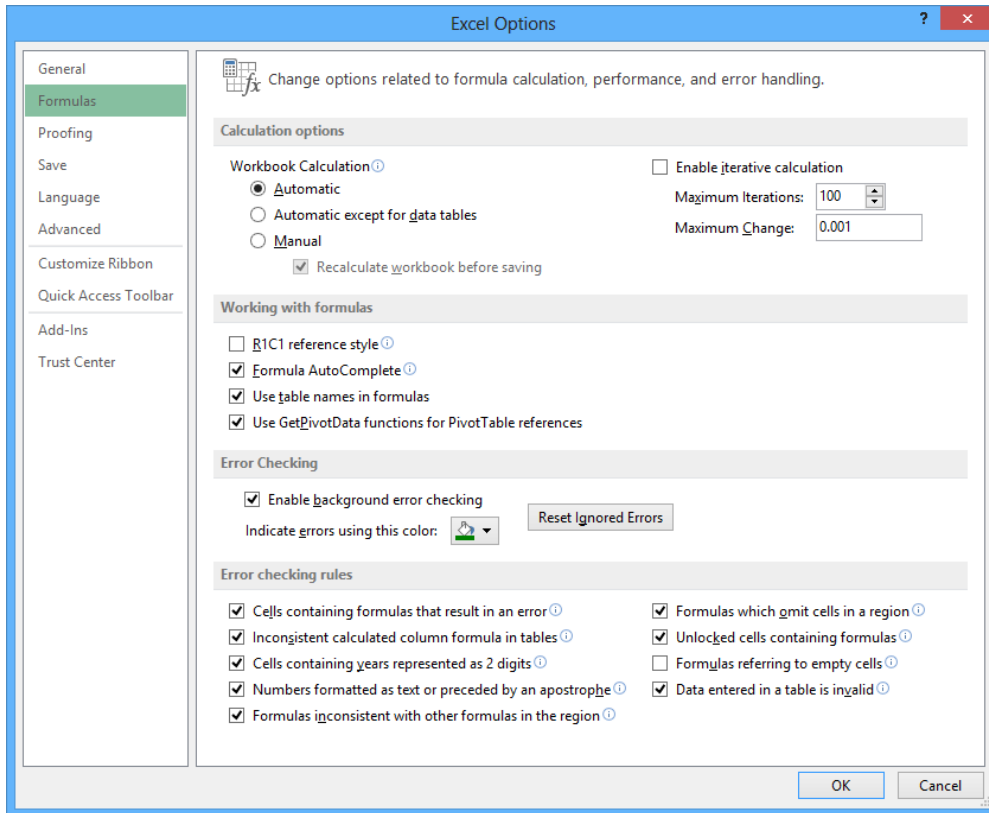 Excel Options
?
General
Formulas
Proofing
Save
Language
Advanced
Customize Ribbon
Quick Access Toolbar
Add-Ins
Trust Center
fx Change options related to formula calculation, performance, and error handling.
Calculation options
Workbook Calculation
Automatic
Automatic except for data tables
Manual
Recalculate workbook before saving
Enable iterative calculation
Maximum Iterations: 100
Maximum Change: 0.001
Working with formulas
R1C1 reference style
Formula AutoComplete
Use table names in formulas
Use GetPivotData functions for PivotTable references
Error Checking
Enable background error checking
Indicate errors using this color:
Reset Ignored Errors
Error checking rules
Cells containing formulas that result in an error
Inconsistent calculated column formula in tables
Cells containing years represented as 2 digits
Numbers formatted as text or preceded by an apostrophe
Formulas inconsistent with other formulas in the region
Formulas which omit cells in a region
Unlocked cells containing formulas
Formulas referring to empty cells
Data entered in a table is invalid
OK
Cancel